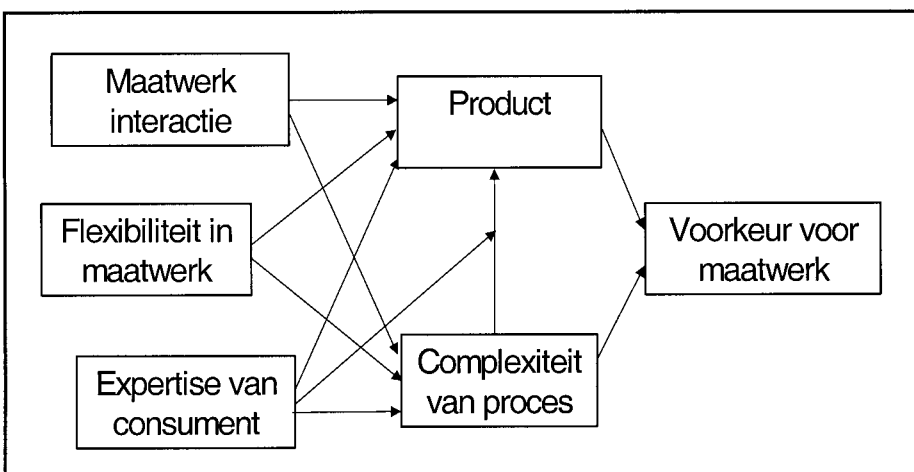 Maatwerk
interactie
Product
Flexibiliteit in
maatwerk
Voorkeur voor
maatwerk
Expertise van
consument
Complexiteit
van proces